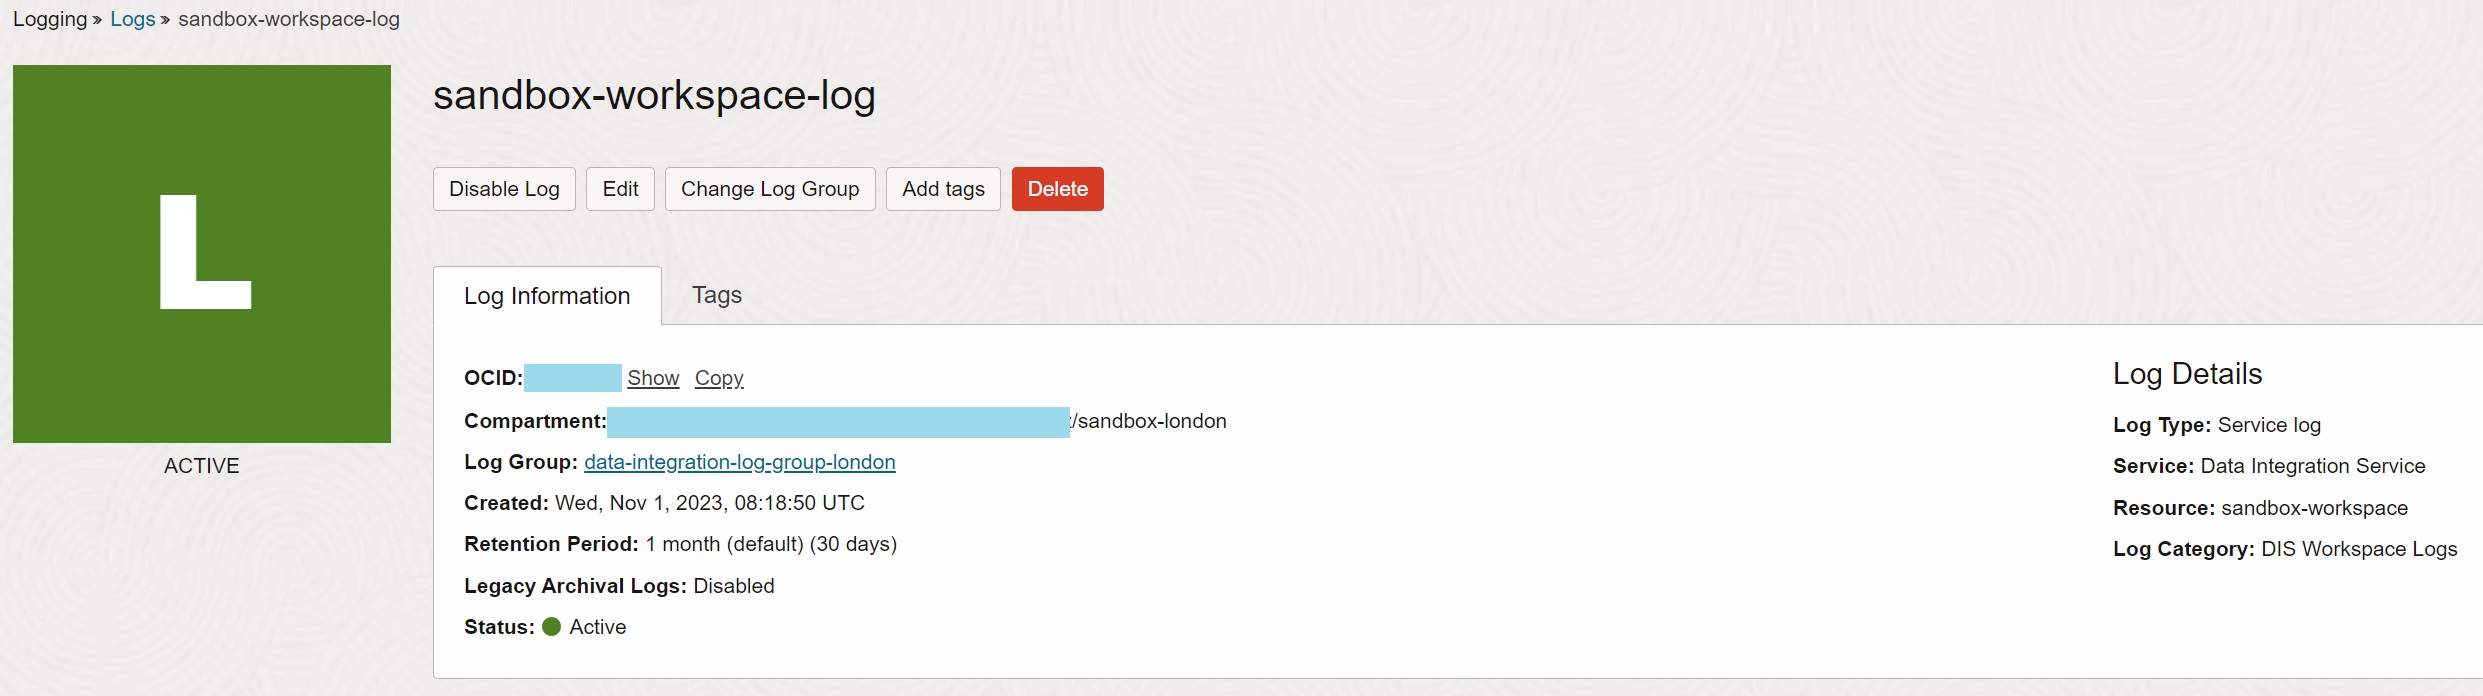 Logging » Logs » sandbox-workspace-log
L
ACTIVE
sandbox-workspace-log
Disable Log Edit Change Log Group Add tags Delete
Log Information Tags
OCID: Show Copy
Compartment: /sandbox-london
Log Group: data-integration-log-group-london
Created: Wed, Nov 1, 2023, 08:18:50 UTC
Retention Period: 1 month (default) (30 days)
Legacy Archival Logs: Disabled
Status: Active
Log Details
Log Type: Service log
Service: Data Integration Service
Resource: sandbox-workspace
Log Category: DIS Workspace Logs